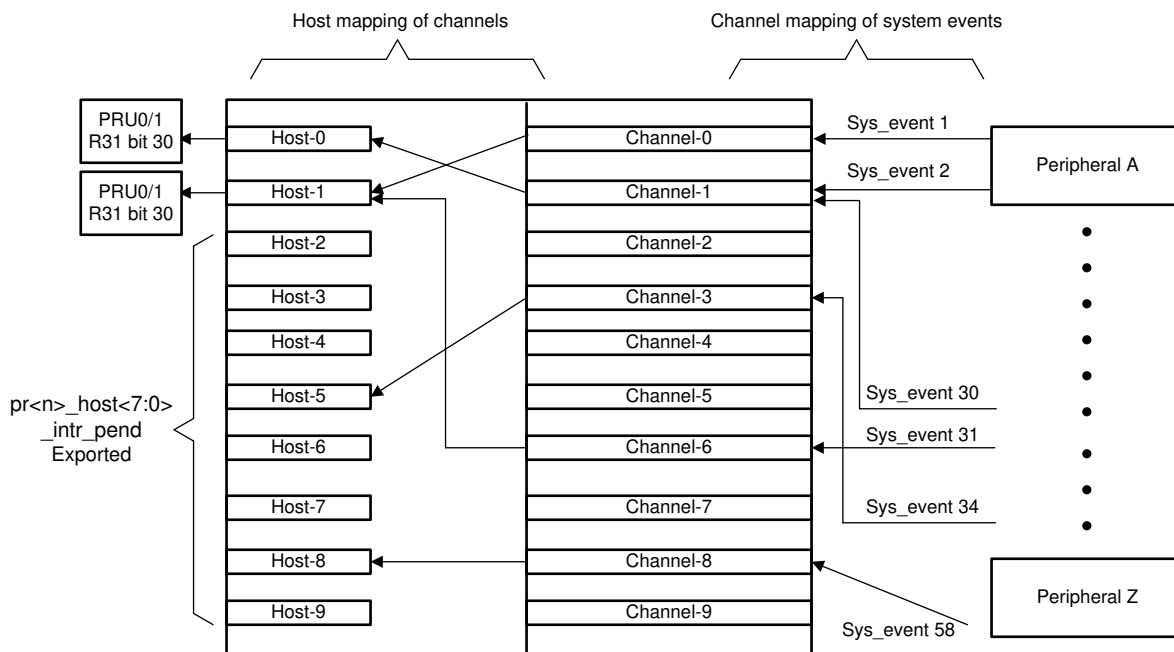 Host mapping of channels
Channel mapping of system events
PRU0/1
R31 bit 30
PRU0/1
R31 bit 30
Host-0
Host-1
Host-2
Host-3
Host-4
Host-5
Host-6
Host-7
Host-8
Host-9
pr<n>_host<7:0>
_intr_pend
Exported
Channel-0
Channel-1
Channel-2
Channel-3
Channel-4
Channel-5
Channel-6
Channel-7
Channel-8
Channel-9
Sys_event 1
Sys_event 2
Sys_event 30
Sys_event 31
Sys_event 34
Sys_event 58
Peripheral A
Peripheral Z